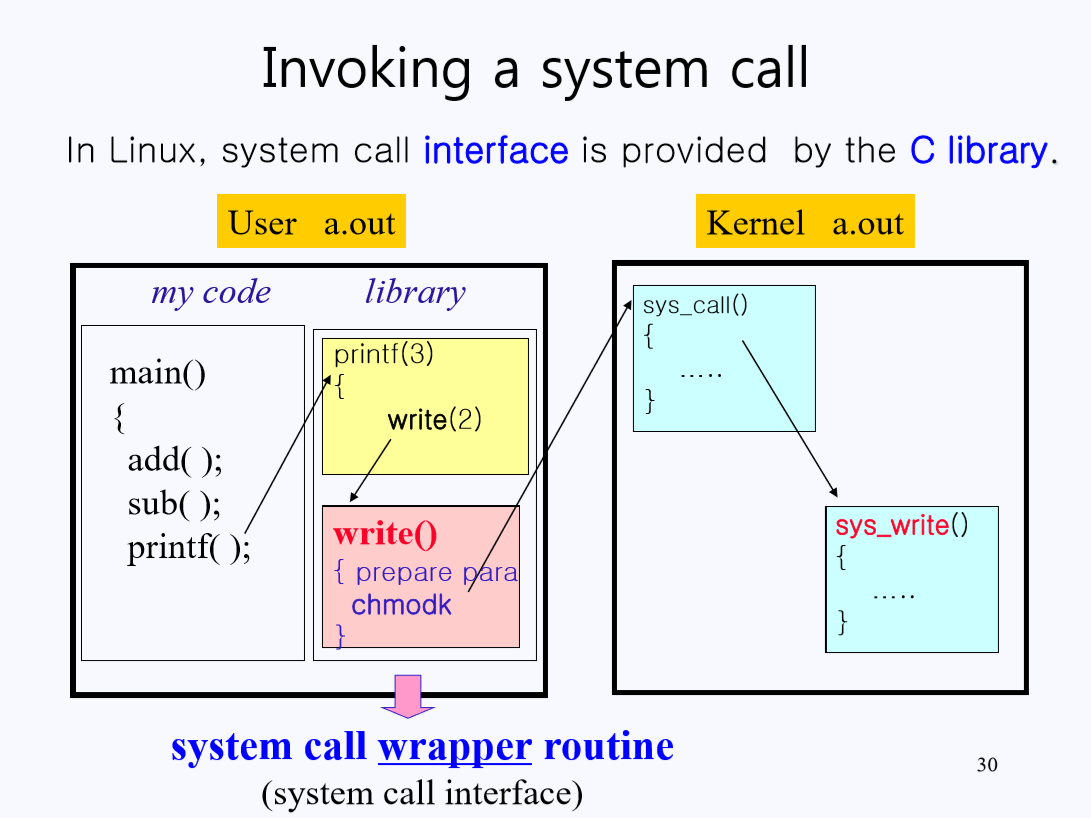 Invoking a system call
In Linux, system call interface is provided by the C library.
User a.out
my code
library
main()
{
add( );
sub( );
printf( );
printf(3)
{
write(2)
write()
{ prepare para
chmodk
}
system call wrapper routine
(system call interface)
Kernel a.out
sys_call()
{
.....
}
sys_write()
{
.....
}
30